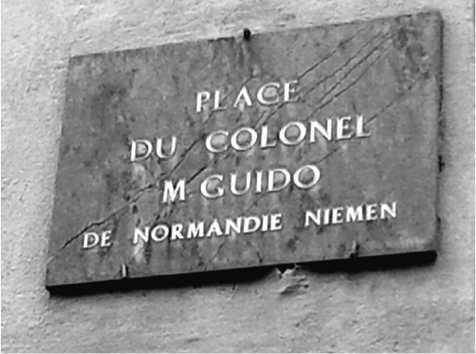 PLACE
DU COLONEL
M GUIDO
DE NORMANDIE NIEMEN